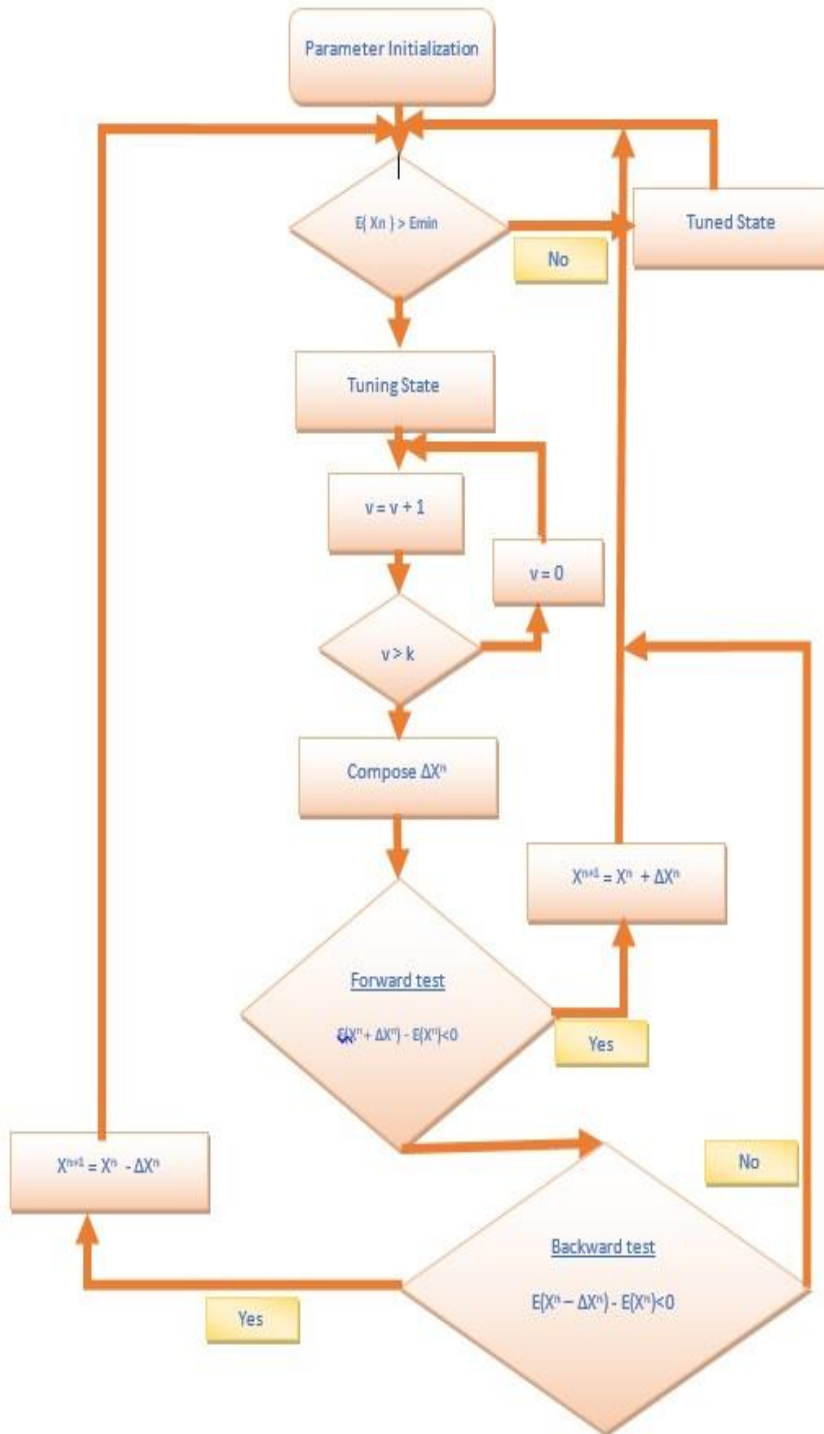 Parameter Initialization
E( Xn ) > Emin
No
Tuned State
Tuning State
v = v + 1
v = 0
v > k
Compose ΔXⁿ
Xⁿ⁺¹ = Xⁿ + ΔXⁿ
Forward test
E(Xⁿ + ΔXⁿ) - E(Xⁿ)<0
Yes
Xⁿ⁺¹ = Xⁿ - ΔXⁿ
No
Backward test
E(Xⁿ – ΔXⁿ) - E(Xⁿ)<0
Yes